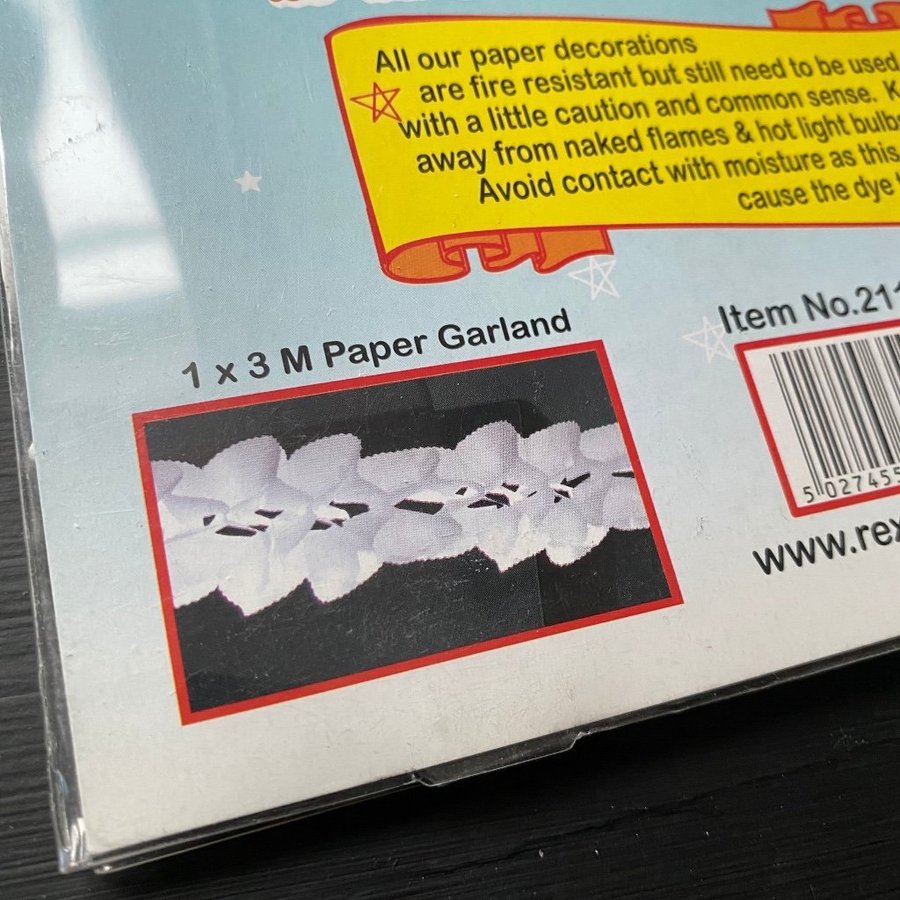 All our paper decorations
are fire resistant but still need to be used
with a little caution and common sense.
away from naked flames & hot light bulbs
Avoid contact with moisture as this
cause the dye
1 x 3 M Paper Garland
Item No.211
5 027455
www.rex